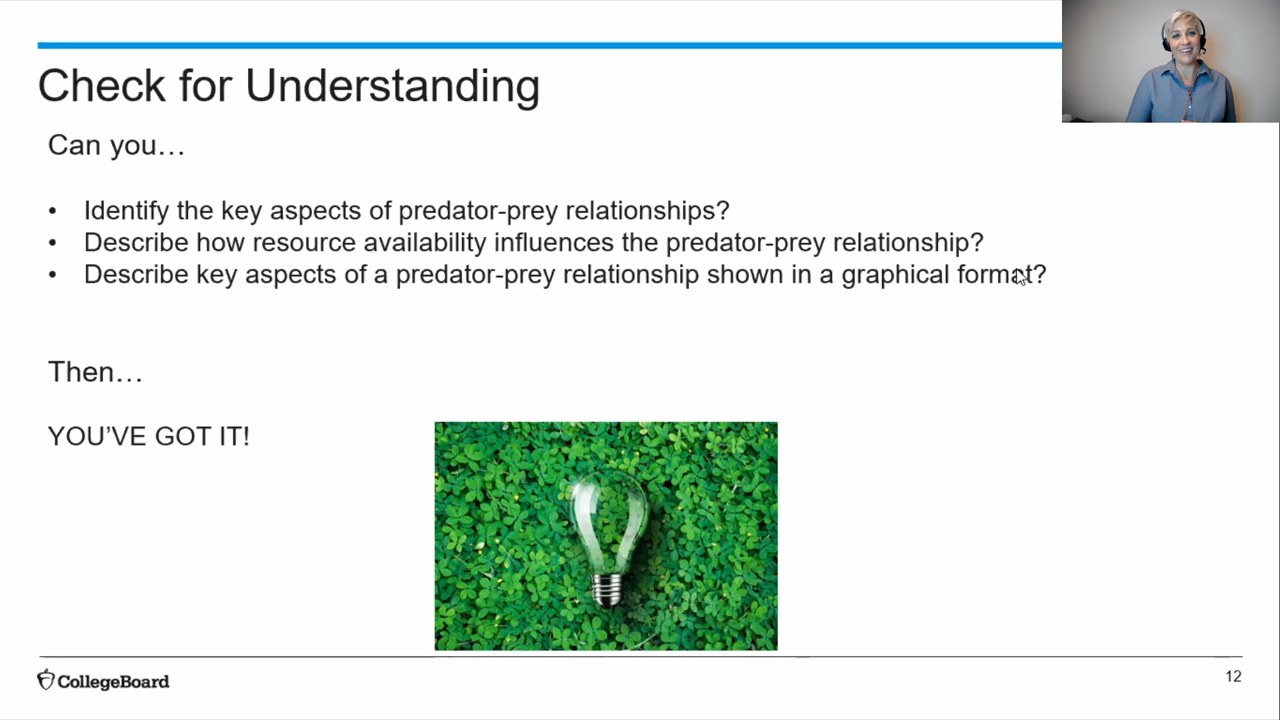 Check for Understanding
Can you…
• Identify the key aspects of predator-prey relationships?
• Describe how resource availability influences the predator-prey relationship?
• Describe key aspects of a predator-prey relationship shown in a graphical format?
Then…
YOU’VE GOT IT!
CollegeBoard
12